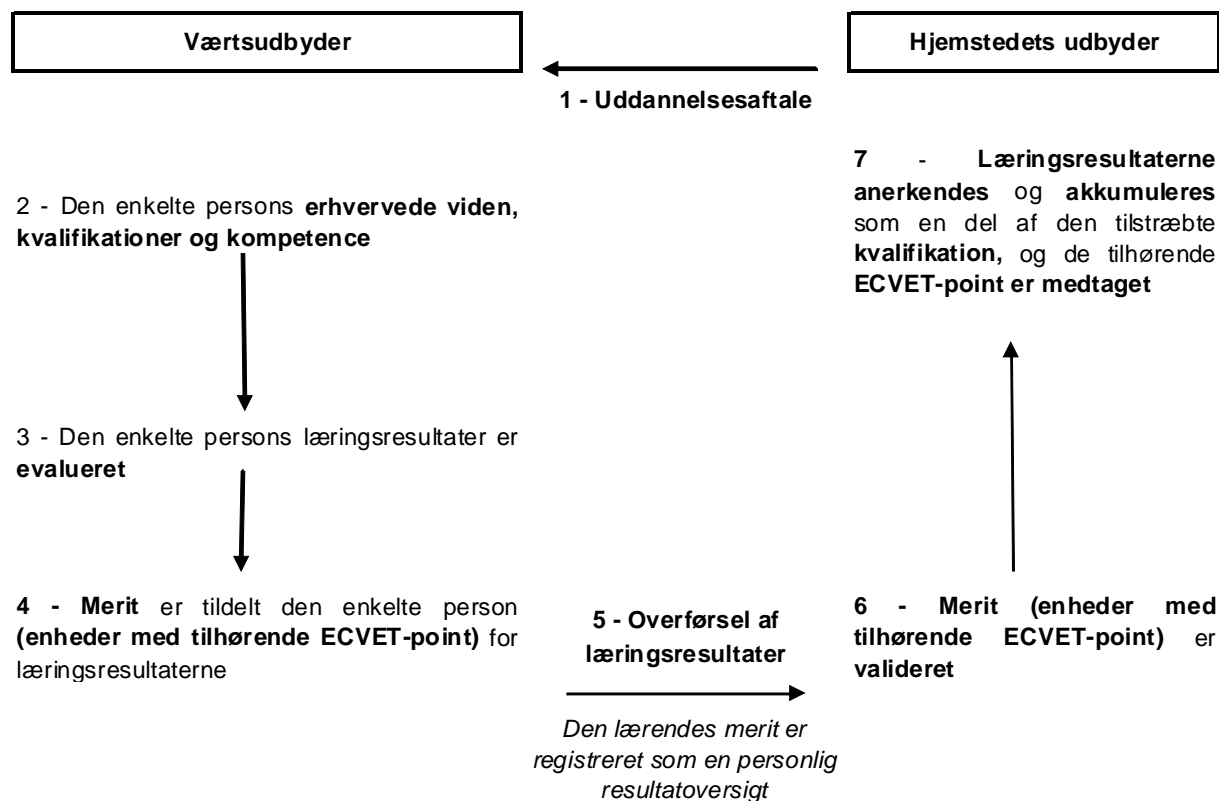 Værtsudbyder
Hjemstedets udbyder
1 - Uddannelsesaftale
2 - Den enkelte persons erhvervede viden,
kvalifikationer og kompetence
3 - Den enkelte persons læringsresultater er
evalueret
4 - Merit er tildelt den enkelte person
(enheder med tilhørende ECVET-point) for
læringsresultaterne
5 - Overførsel af
læringsresultater
Den lærendes merit er
registreret som en personlig
resultatoversigt
6 - Merit (enheder med
tilhørende ECVET-point) er
valideret
7 - Læringsresultaterne
anerkendes og akkumuleres
som en del af den tilstræbte
kvalifikation, og de tilhørende
ECVET-point er medtaget